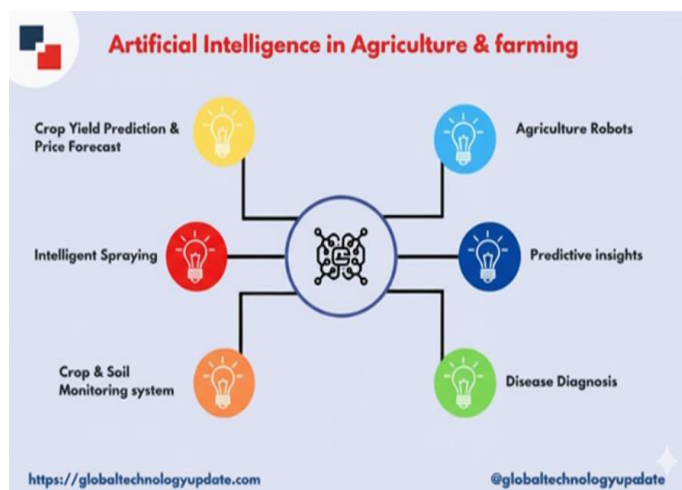 Artificial Intelligence in Agriculture & farming
Crop Yield Prediction &
Price Forecast
Agriculture Robots
Intelligent Spraying
Predictive insights
Crop & Soil
Monitoring system
Disease Diagnosis
https://globaltechnologyupdate.com
@globaltechnologyupdate